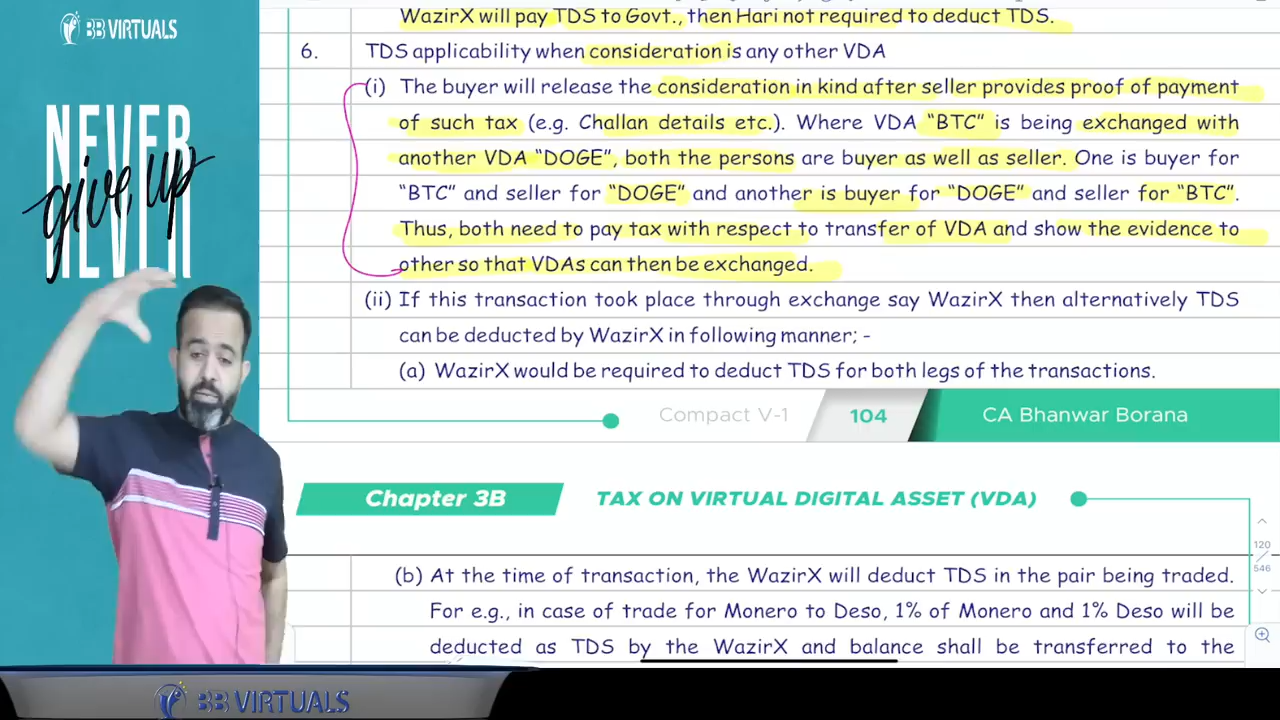 BB VIRTUALS
NEVER
give up
NEVER
WazirX will pay TDS to Govt., then Hari not required to deduct TDS.
6. TDS applicability when consideration is any other VDA
(i) The buyer will release the consideration in kind after seller provides proof of payment
of such tax (e.g. Challan details etc.). Where VDA “BTC” is being exchanged with
another VDA “DOGE”, both the persons are buyer as well as seller. One is buyer for
“BTC” and seller for “DOGE” and another is buyer for “DOGE” and seller for “BTC”.
Thus, both need to pay tax with respect to transfer of VDA and show the evidence to
other so that VDAs can then be exchanged.
(ii) If this transaction took place through exchange say WazirX then alternatively TDS
can be deducted by WazirX in following manner; -
(a) WazirX would be required to deduct TDS for both legs of the transactions.
Compact V-1 104 CA Bhanwar Borana
Chapter 3B TAX ON VIRTUAL DIGITAL ASSET (VDA)
120
546
(b) At the time of transaction, the WazirX will deduct TDS in the pair being traded.
For e.g., in case of trade for Monero to Deso, 1% of Monero and 1% Deso will be
deducted as TDS by the WazirX and balance shall be transferred to the
BB VIRTUALS